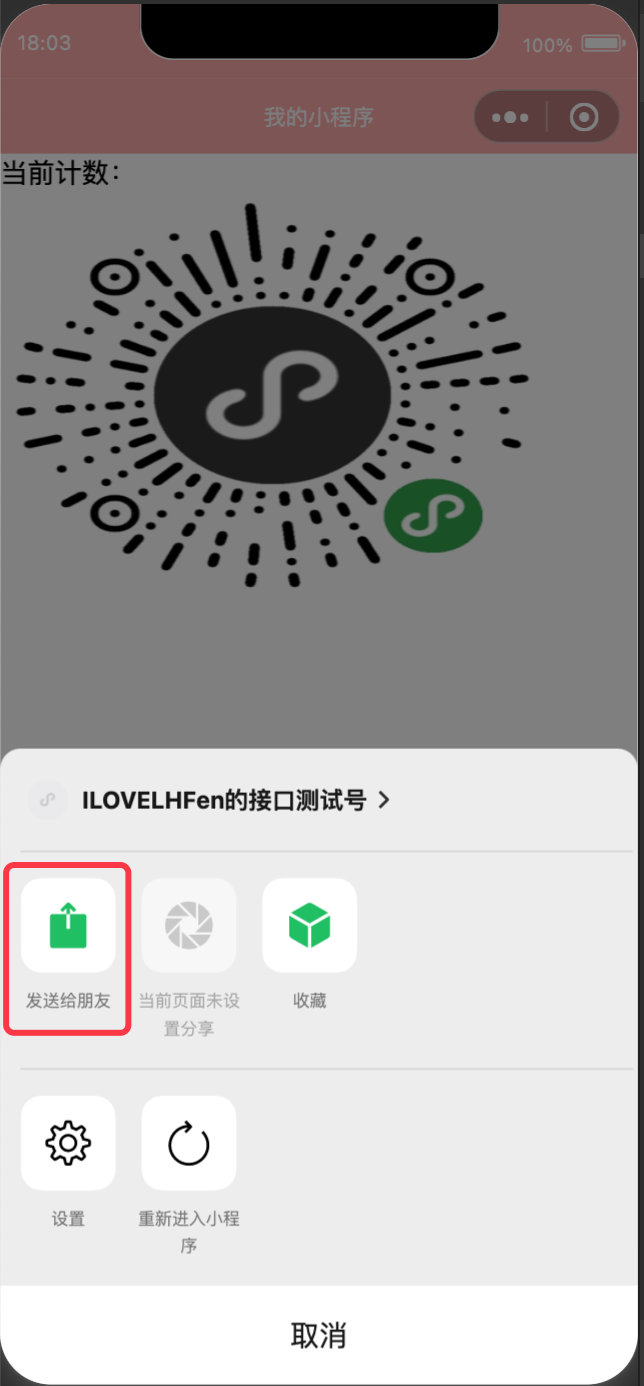 18:03
100%
我的小程序
当前计数:
ILOVELHFen的接口测试号
发送给朋友
当前页面未设
置分享
收藏
设置
重新进入小程
序
取消